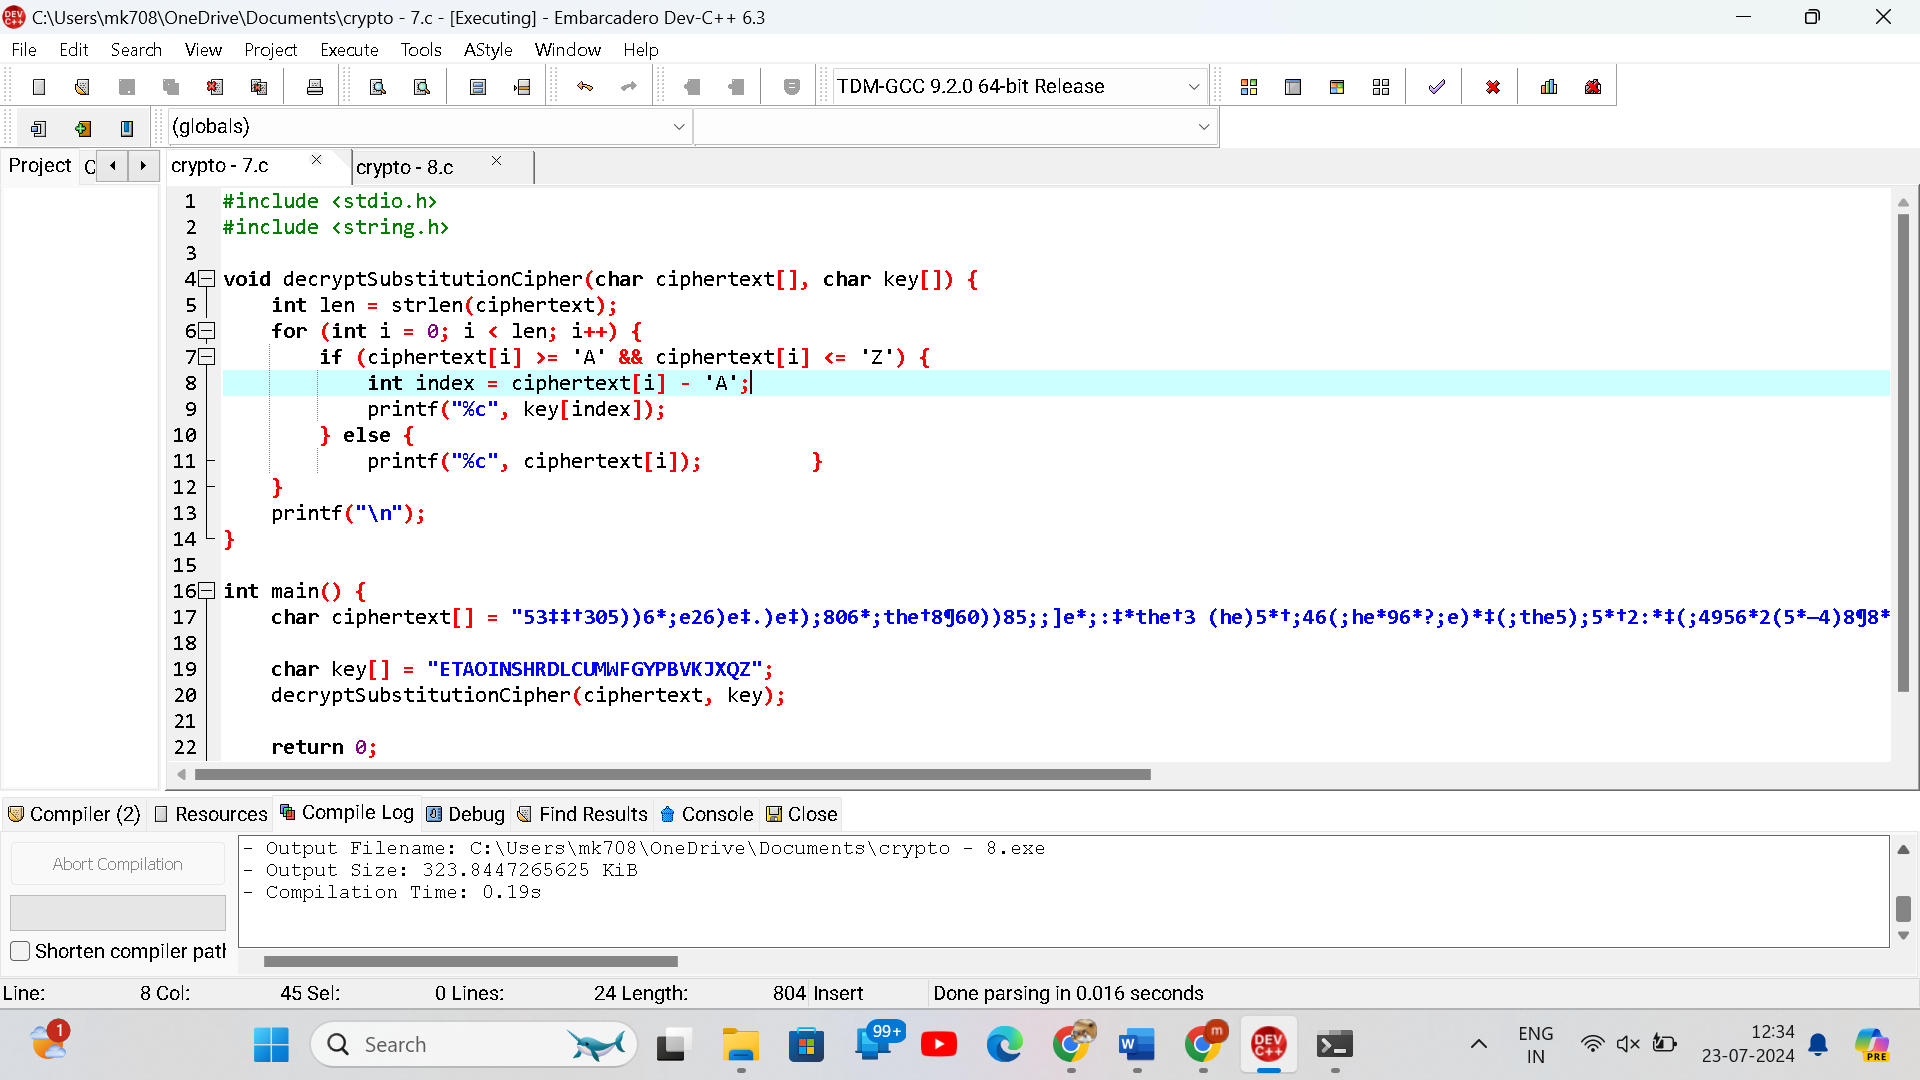 C:\Users\mk708\OneDrive\Documents\crypto - 7.c - [Executing] - Embarcadero Dev-C++ 6.3
File Edit Search View Project Execute Tools AStyle Window Help
TDM-GCC 9.2.0 64-bit Release
(globals)
Project C crypto - 7.c crypto - 8.c
1 #include <stdio.h>
2 #include <string.h>
3
4 void decryptSubstitutionCipher(char ciphertext[], char key[]) {
5 int len = strlen(ciphertext);
6 for (int i = 0; i < len; i++) {
7 if (ciphertext[i] >= 'A' && ciphertext[i] <= 'Z') {
8 int index = ciphertext[i] - 'A';
9 printf("%c", key[index]);
10 } else {
11 printf("%c", ciphertext[i]); }
12 }
13 printf("\n");
14 }
15
16 int main() {
17 char ciphertext[] = "53‡‡†305))6*;e26)e‡.)e‡);806*;the†8¶60))85;;]e*;:‡*the†3 (he)5*†;46(;he*96*?;e)*‡(;the5);5*†2:*‡(;4956*2(5*—4)8¶8*
18
19 char key[] = "ETAOINSHRDLCUMWFGYPBVKJXQZ";
20 decryptSubstitutionCipher(ciphertext, key);
21
22 return 0;
Compiler (2) Resources Compile Log Debug Find Results Console Close
Abort Compilation
- Output Filename: C:\Users\mk708\OneDrive\Documents\crypto - 8.exe
- Output Size: 323.8447265625 KiB
- Compilation Time: 0.19s
Shorten compiler path
Line: 8 Col: 45 Sel: 0 Lines: 24 Length: 804 Insert Done parsing in 0.016 seconds
1 Search 99+ W m DEV C++ ENG IN 12:34 23-07-2024 PRE